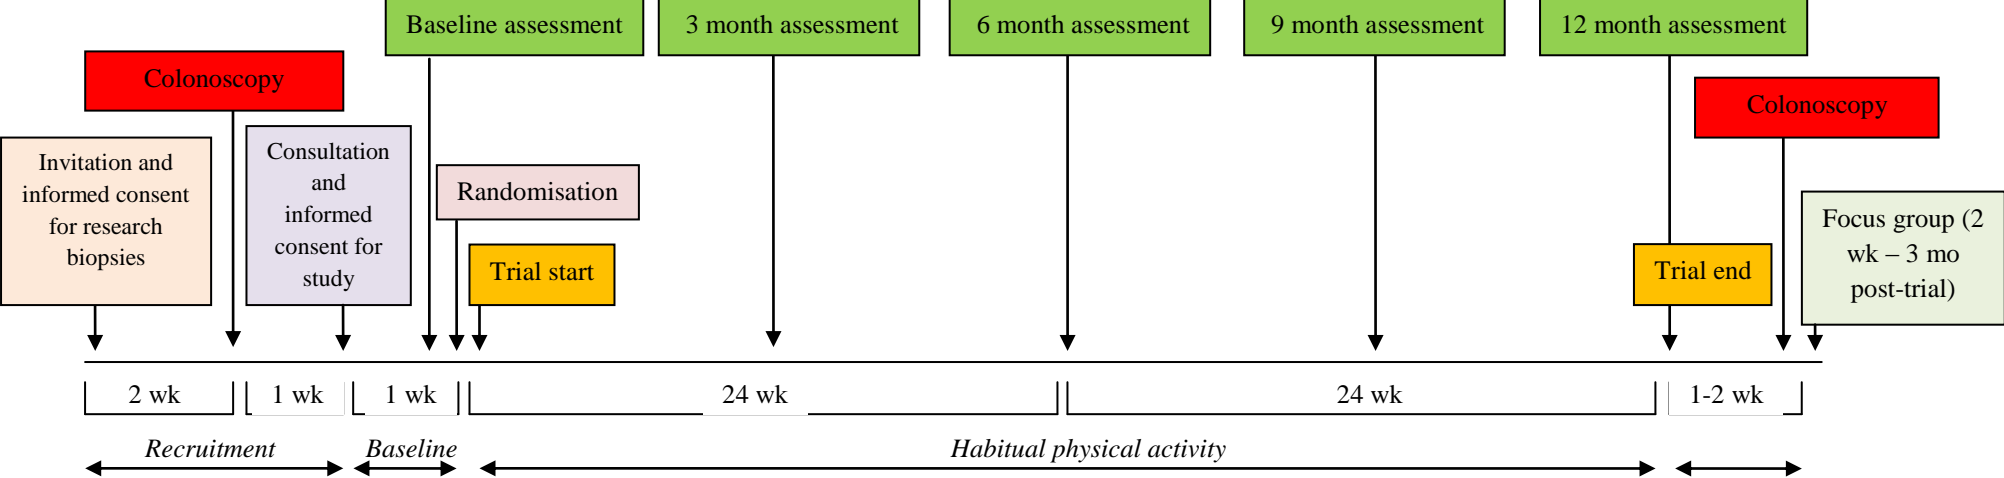 Baseline assessment
3 month assessment
6 month assessment
9 month assessment
12 month assessment
Colonoscopy
Colonoscopy
Invitation and
informed consent
for research
biopsies
Consultation
and
informed
consent for
study
Randomisation
Trial start
Trial end
Focus group (2
wk – 3 mo
post-trial)
2 wk
1 wk
1 wk
24 wk
24 wk
1-2 wk
Recruitment
Baseline
Habitual physical activity